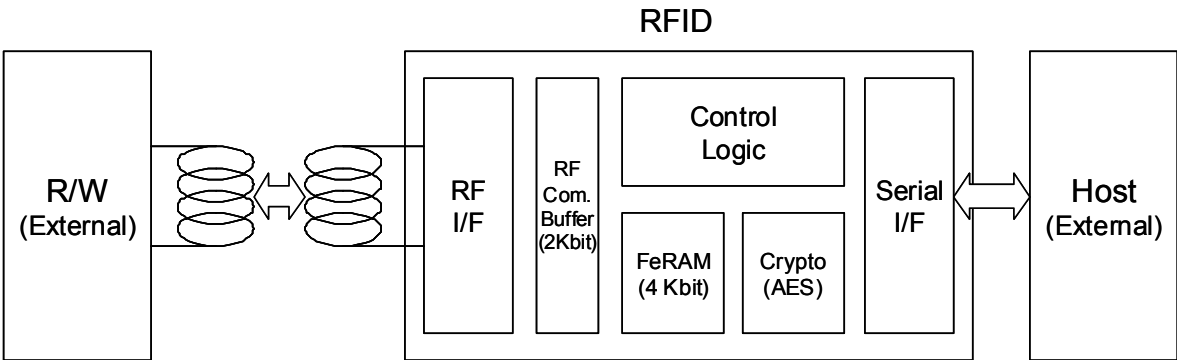 RFID
R/W
(External)
RF
I/F
RF
Com.
Buffer
(2Kbit)
Control
Logic
FeRAM
(4 Kbit)
Crypto
(AES)
Serial
I/F
Host
(External)